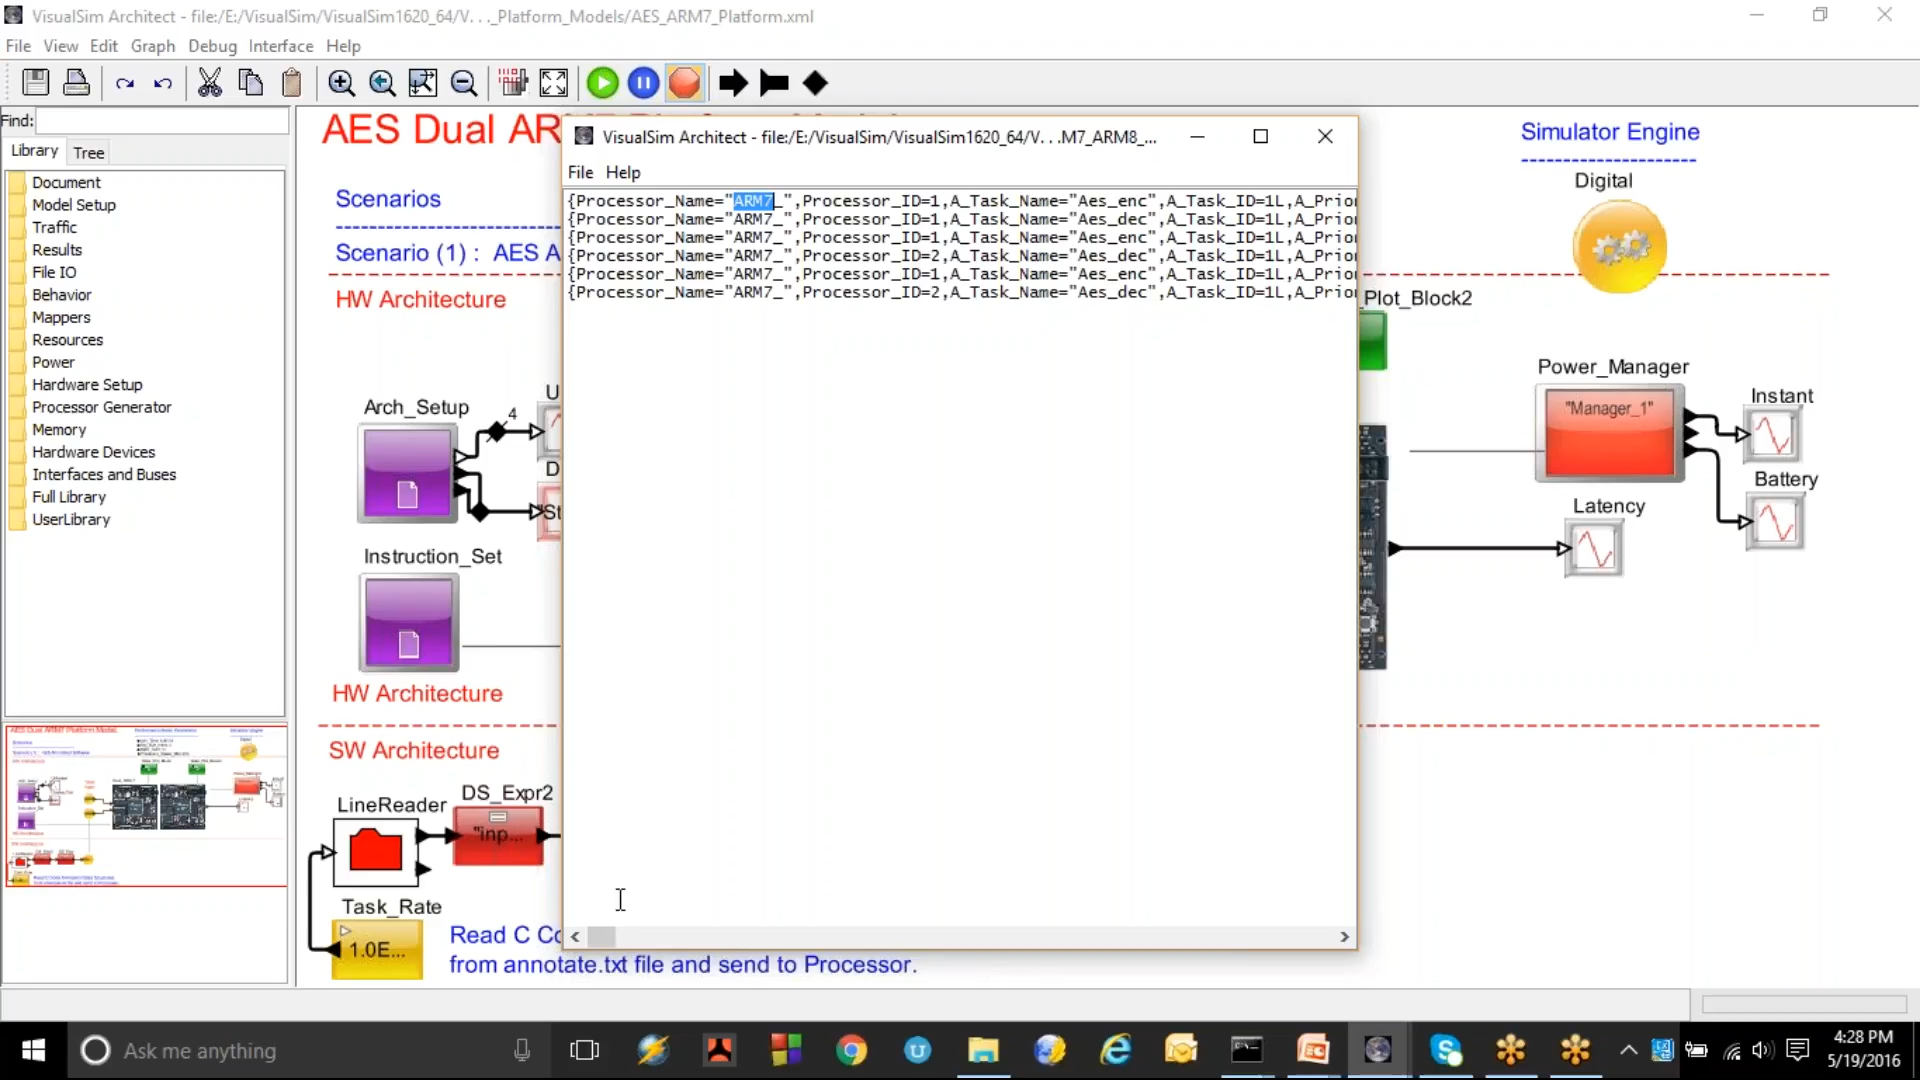 VisualSim Architect - file:/E:/VisualSim/VisualSim1620_64/V. . ._Platform_Models/AES_ARM7_Platform.xml
File View Edit Graph Debug Interface Help
Find:
Library Tree
Document
Model Setup
Traffic
Results
File IO
Behavior
Mappers
Resources
Power
Hardware Setup
Processor Generator
Memory
Hardware Devices
Interfaces and Buses
Full Library
UserLibrary
AES Dual AR
Scenarios
Scenario (1) : AES A
HW Architecture
Arch_Setup
4
U
D
"St
Instruction_Set
HW Architecture
SW Architecture
LineReader
DS_Expr2
"inp...
Task_Rate
1.0E...
Read C Co
from annotate.txt file and send to Processor.
VisualSim Architect - file:/E:/VisualSim/VisualSim1620_64/V. . .M7_ARM8_...
File Help
{Processor_Name="ARM7_",Processor_ID=1,A_Task_Name="Aes_enc",A_Task_ID=1L,A_Prior
{Processor_Name="ARM7_",Processor_ID=1,A_Task_Name="Aes_dec",A_Task_ID=1L,A_Prior
{Processor_Name="ARM7_",Processor_ID=1,A_Task_Name="Aes_enc",A_Task_ID=1L,A_Prior
{Processor_Name="ARM7_",Processor_ID=2,A_Task_Name="Aes_dec",A_Task_ID=1L,A_Prior
{Processor_Name="ARM7_",Processor_ID=1,A_Task_Name="Aes_enc",A_Task_ID=1L,A_Prior
{Processor_Name="ARM7_",Processor_ID=2,A_Task_Name="Aes_dec",A_Task_ID=1L,A_Prior
Simulator Engine
Digital
_Plot_Block2
Power_Manager
"Manager_1"
Instant
Battery
Latency
Ask me anything
4:28 PM
5/19/2016